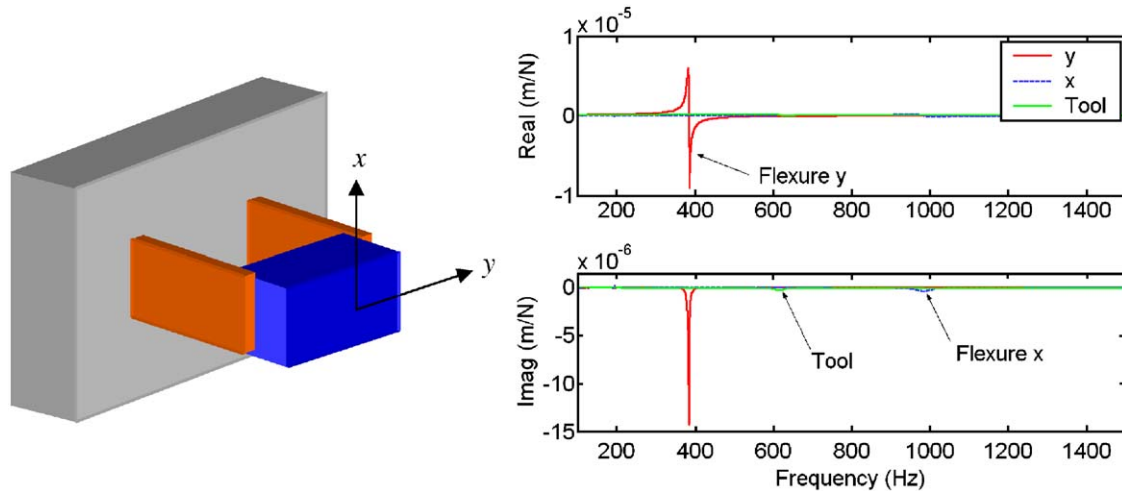 x
y
x 10^-5
1
0
-1
Real (m/N)
y
x
Tool
Flexure y
200 400 600 800 1000 1200 1400
x 10^-6
0
-5
-10
-15
Imag (m/N)
Tool
Flexure x
200 400 600 800 1000 1200 1400
Frequency (Hz)